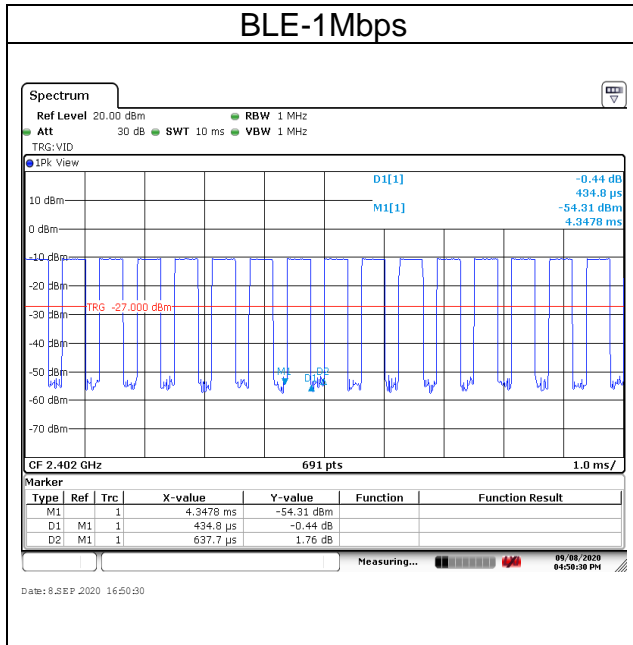 BLE-1Mbps
Spectrum
Ref Level 20.00 dBm RBW 1 MHz
Att 30 dB SWT 10 ms VBW 1 MHz
TRG:VID
1Pk View
D1[1] -0.44 dB
434.8 µs
M1[1] -54.31 dBm
4.3478 ms
10 dBm
0 dBm
-10 dBm
-20 dBm
TRG -27.000 dBm
-30 dBm
-40 dBm
-50 dBm
M1 D1 D2
-60 dBm
-70 dBm
CF 2.402 GHz 691 pts 1.0 ms/
Marker
Type Ref Trc X-value Y-value Function Function Result
M1 1 4.3478 ms -54.31 dBm
D1 M1 1 434.8 µs -0.44 dB
D2 M1 1 637.7 µs 1.76 dB
Measuring... 09/08/2020
04:50:30 PM
Date: 8.SEP.2020 16:50:30